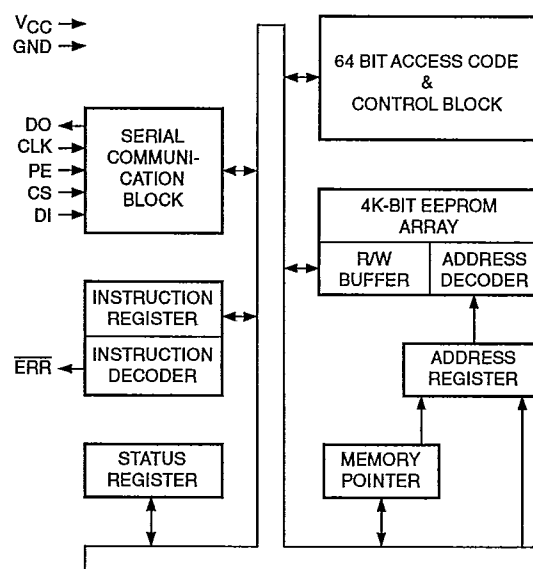 VCC
GND
DO
CLK
PE
CS
DI
SERIAL
COMMUNI-
CATION
BLOCK
INSTRUCTION
REGISTER
INSTRUCTION
DECODER
ERR
STATUS
REGISTER
64 BIT ACCESS CODE
&
CONTROL BLOCK
4K-BIT EEPROM
ARRAY
R/W
BUFFER
ADDRESS
DECODER
ADDRESS
REGISTER
MEMORY
POINTER